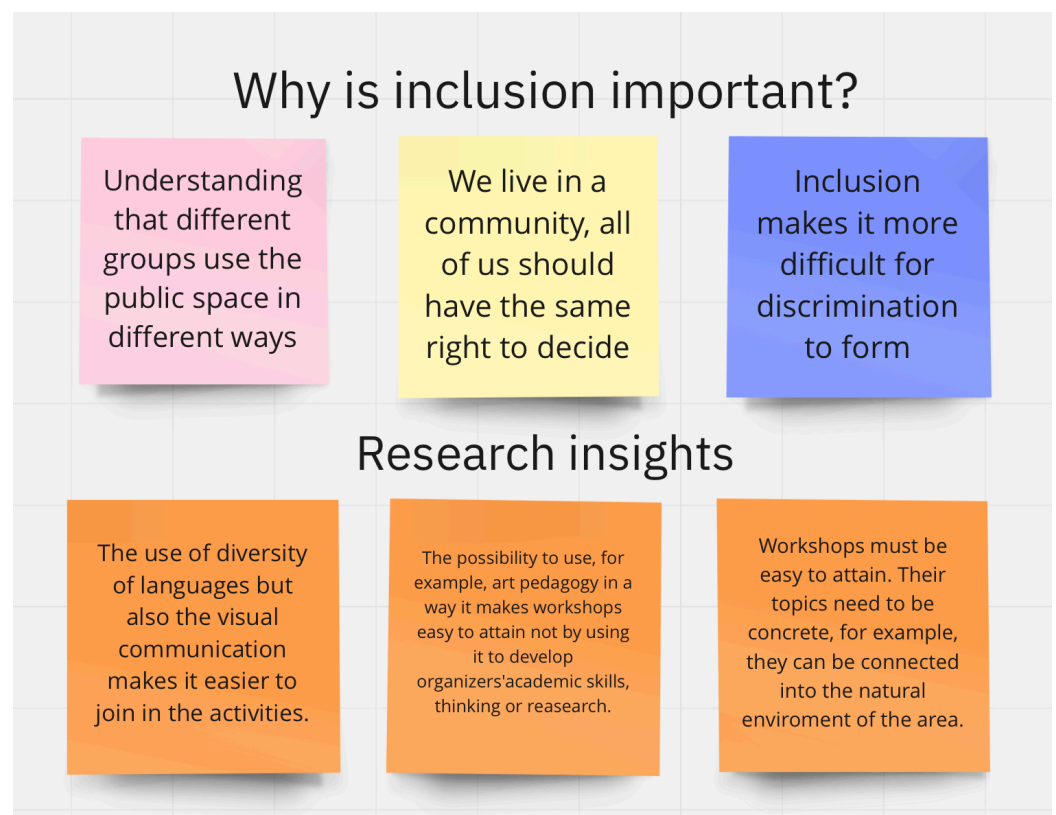 Why is inclusion important?
Understanding
that different
groups use the
public space in
different ways
We live in a
community, all
of us should
have the same
right to decide
Inclusion
makes it more
difficult for
discrimination
to form
Research insights
The use of diversity
of languages but
also the visual
communication
makes it easier to
join in the activities.
The possibility to use, for
example, art pedagogy in a
way it makes workshops
easy to attain not by using
it to develop
organizers'academic skills,
thinking or reasearch.
Workshops must be
easy to attain. Their
topics need to be
concrete, for example,
they can be connected
into the natural
enviroment of the area.